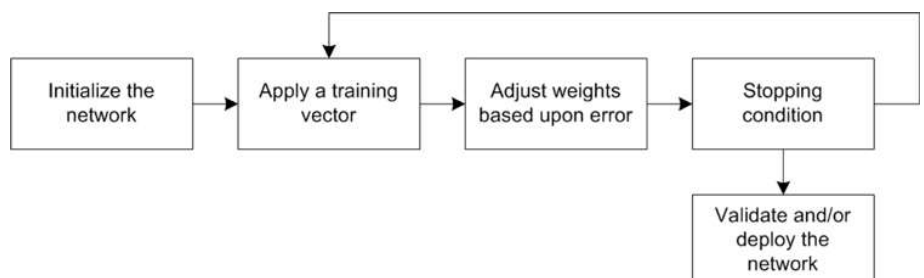 Initialize the
network
Apply a training
vector
Adjust weights
based upon error
Stopping
condition
Validate and/or
deploy the
network